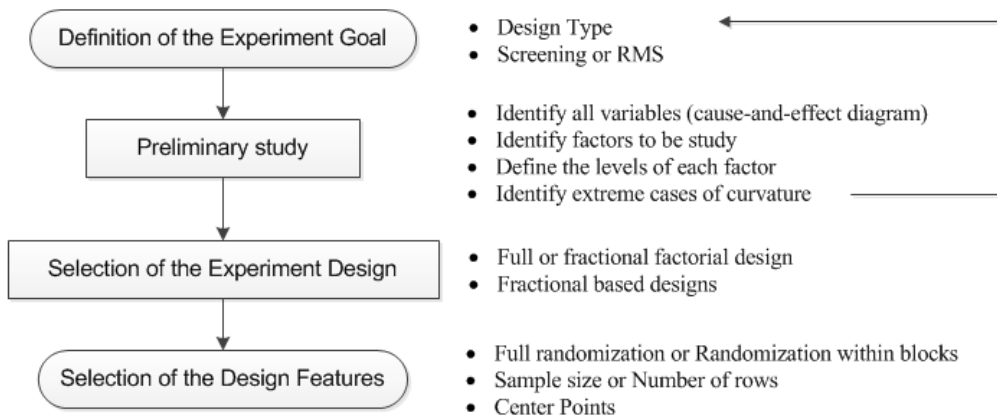 Definition of the Experiment Goal
• Design Type
• Screening or RMS
Preliminary study
• Identify all variables (cause-and-effect diagram)
• Identify factors to be study
• Define the levels of each factor
• Identify extreme cases of curvature
Selection of the Experiment Design
• Full or fractional factorial design
• Fractional based designs
Selection of the Design Features
• Full randomization or Randomization within blocks
• Sample size or Number of rows
• Center Points